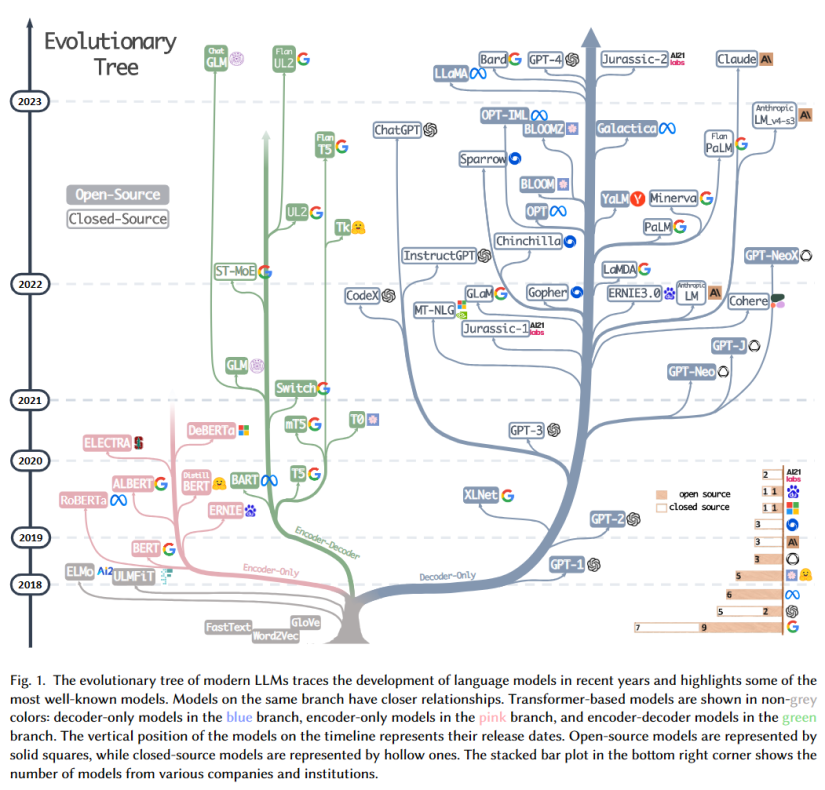 Evolutionary
Tree
Open-Source
Closed-Source
2023
2022
2021
2020
2019
2018
Chat
GLM
Flan
UL2
Flan
T5
UL2
Tk
ST-MoE
GLM
Switch
mT5
T0
BART
T5
DeBERTa
ELECTRA
ALBERT
Distill
BERT
RoBERTa
ERNIE
BERT
ELMo
AI2
ULMFiT
FastText
GloVe
Word2Vec
Encoder-Only
Encoder-Decoder
Decoder-Only
Bard
GPT-4
Jurassic-2
AI21
labs
Claude
A\
LLaMA
Anthropic
LM_v4-s3
A\
OPT-IML
BLOOMZ
Galactica
ChatGPT
Flan
PaLM
Sparrow
BLOOM
YaLM
Y
Minerva
OPT
PaLM
Chinchilla
InstructGPT
GPT-NeoX
LaMDA
CodeX
GLaM
Gopher
ERNIE3.0
Anthropic
LM
A\
Cohere
MT-NLG
Jurassic-1
AI21
labs
GPT-J
GPT-Neo
GPT-3
XLNet
GPT-2
GPT-1
open source
closed source
2
AI21
labs
1 1
1 1
3
3
A\
3
5
6
5 2
7 9
Fig. 1. The evolutionary tree of modern LLMs traces the development of language models in recent years and highlights some of the
most well-known models. Models on the same branch have closer relationships. Transformer-based models are shown in non-grey
colors: decoder-only models in the blue branch, encoder-only models in the pink branch, and encoder-decoder models in the green
branch. The vertical position of the models on the timeline represents their release dates. Open-source models are represented by
solid squares, while closed-source models are represented by hollow ones. The stacked bar plot in the bottom right corner shows the
number of models from various companies and institutions.